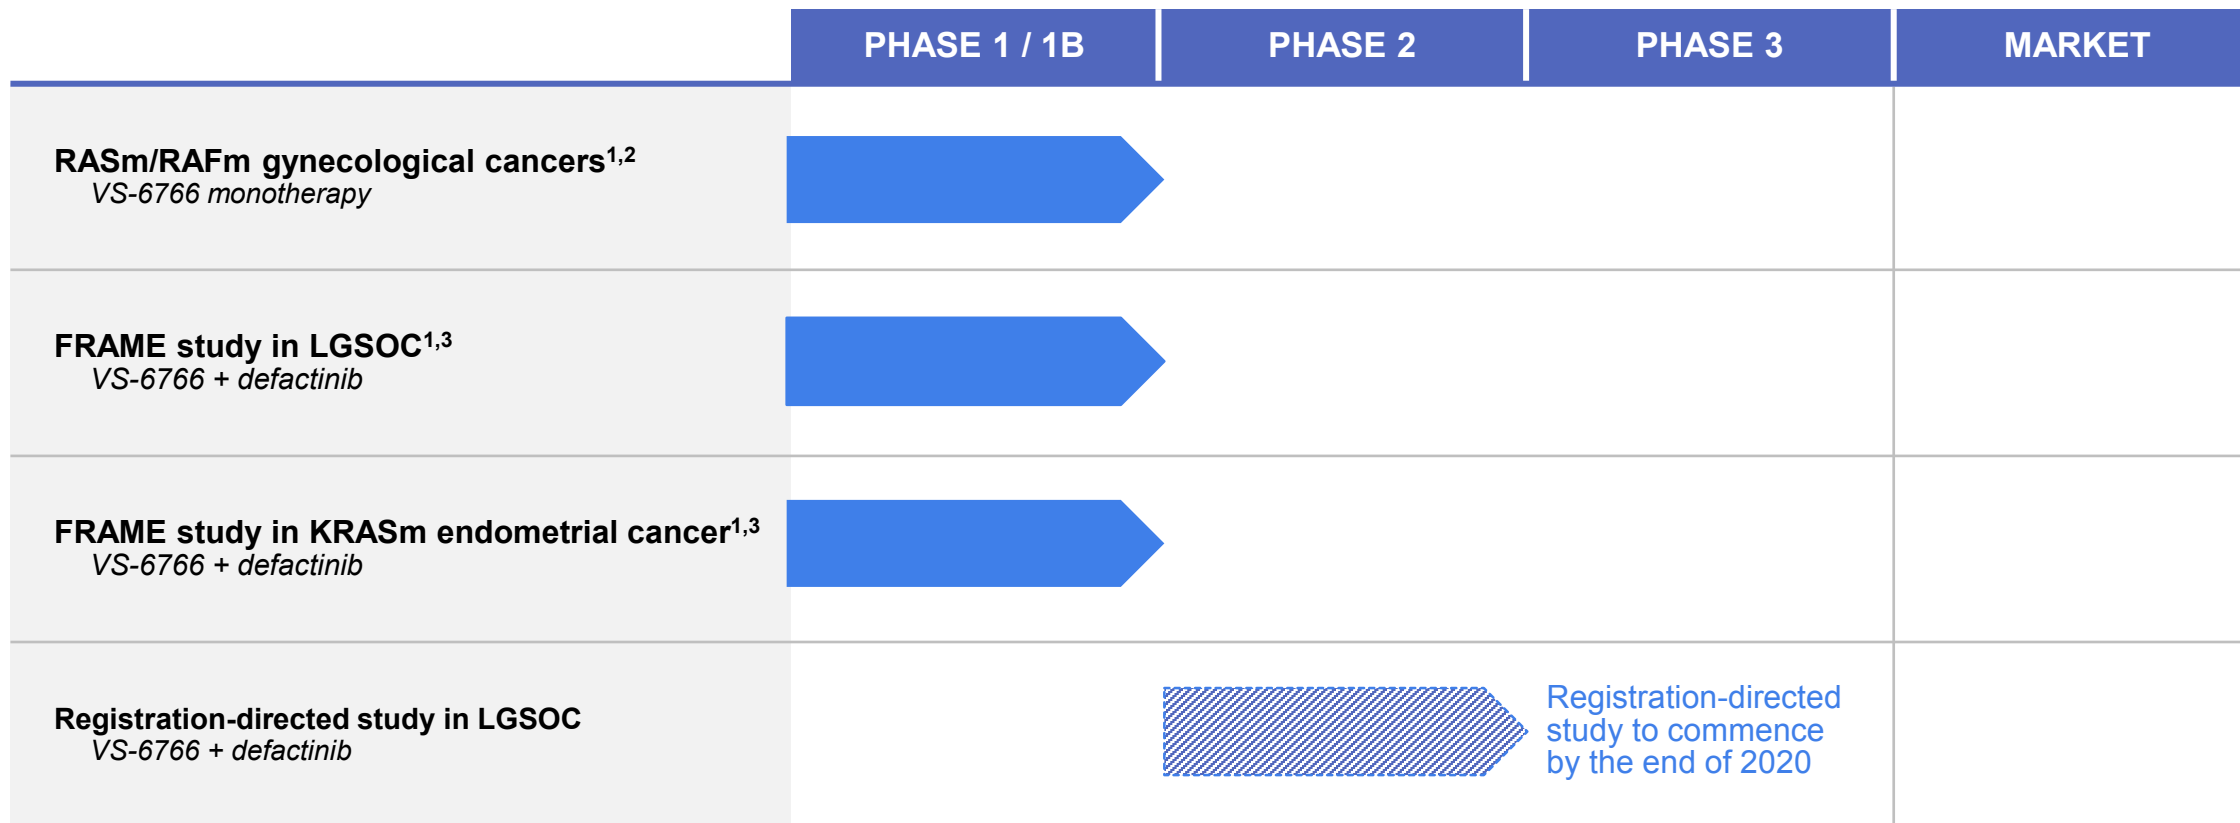 PHASE 1 / 1B
PHASE 2
PHASE 3
MARKET
RASm/RAFm gynecological cancers1,2
VS-6766 monotherapy
FRAME study in LGSOC1,3
VS-6766 + defactinib
FRAME study in KRASm endometrial cancer1,3
VS-6766 + defactinib
Registration-directed study in LGSOC
VS-6766 + defactinib
Registration-directed
study to commence
by the end of 2020